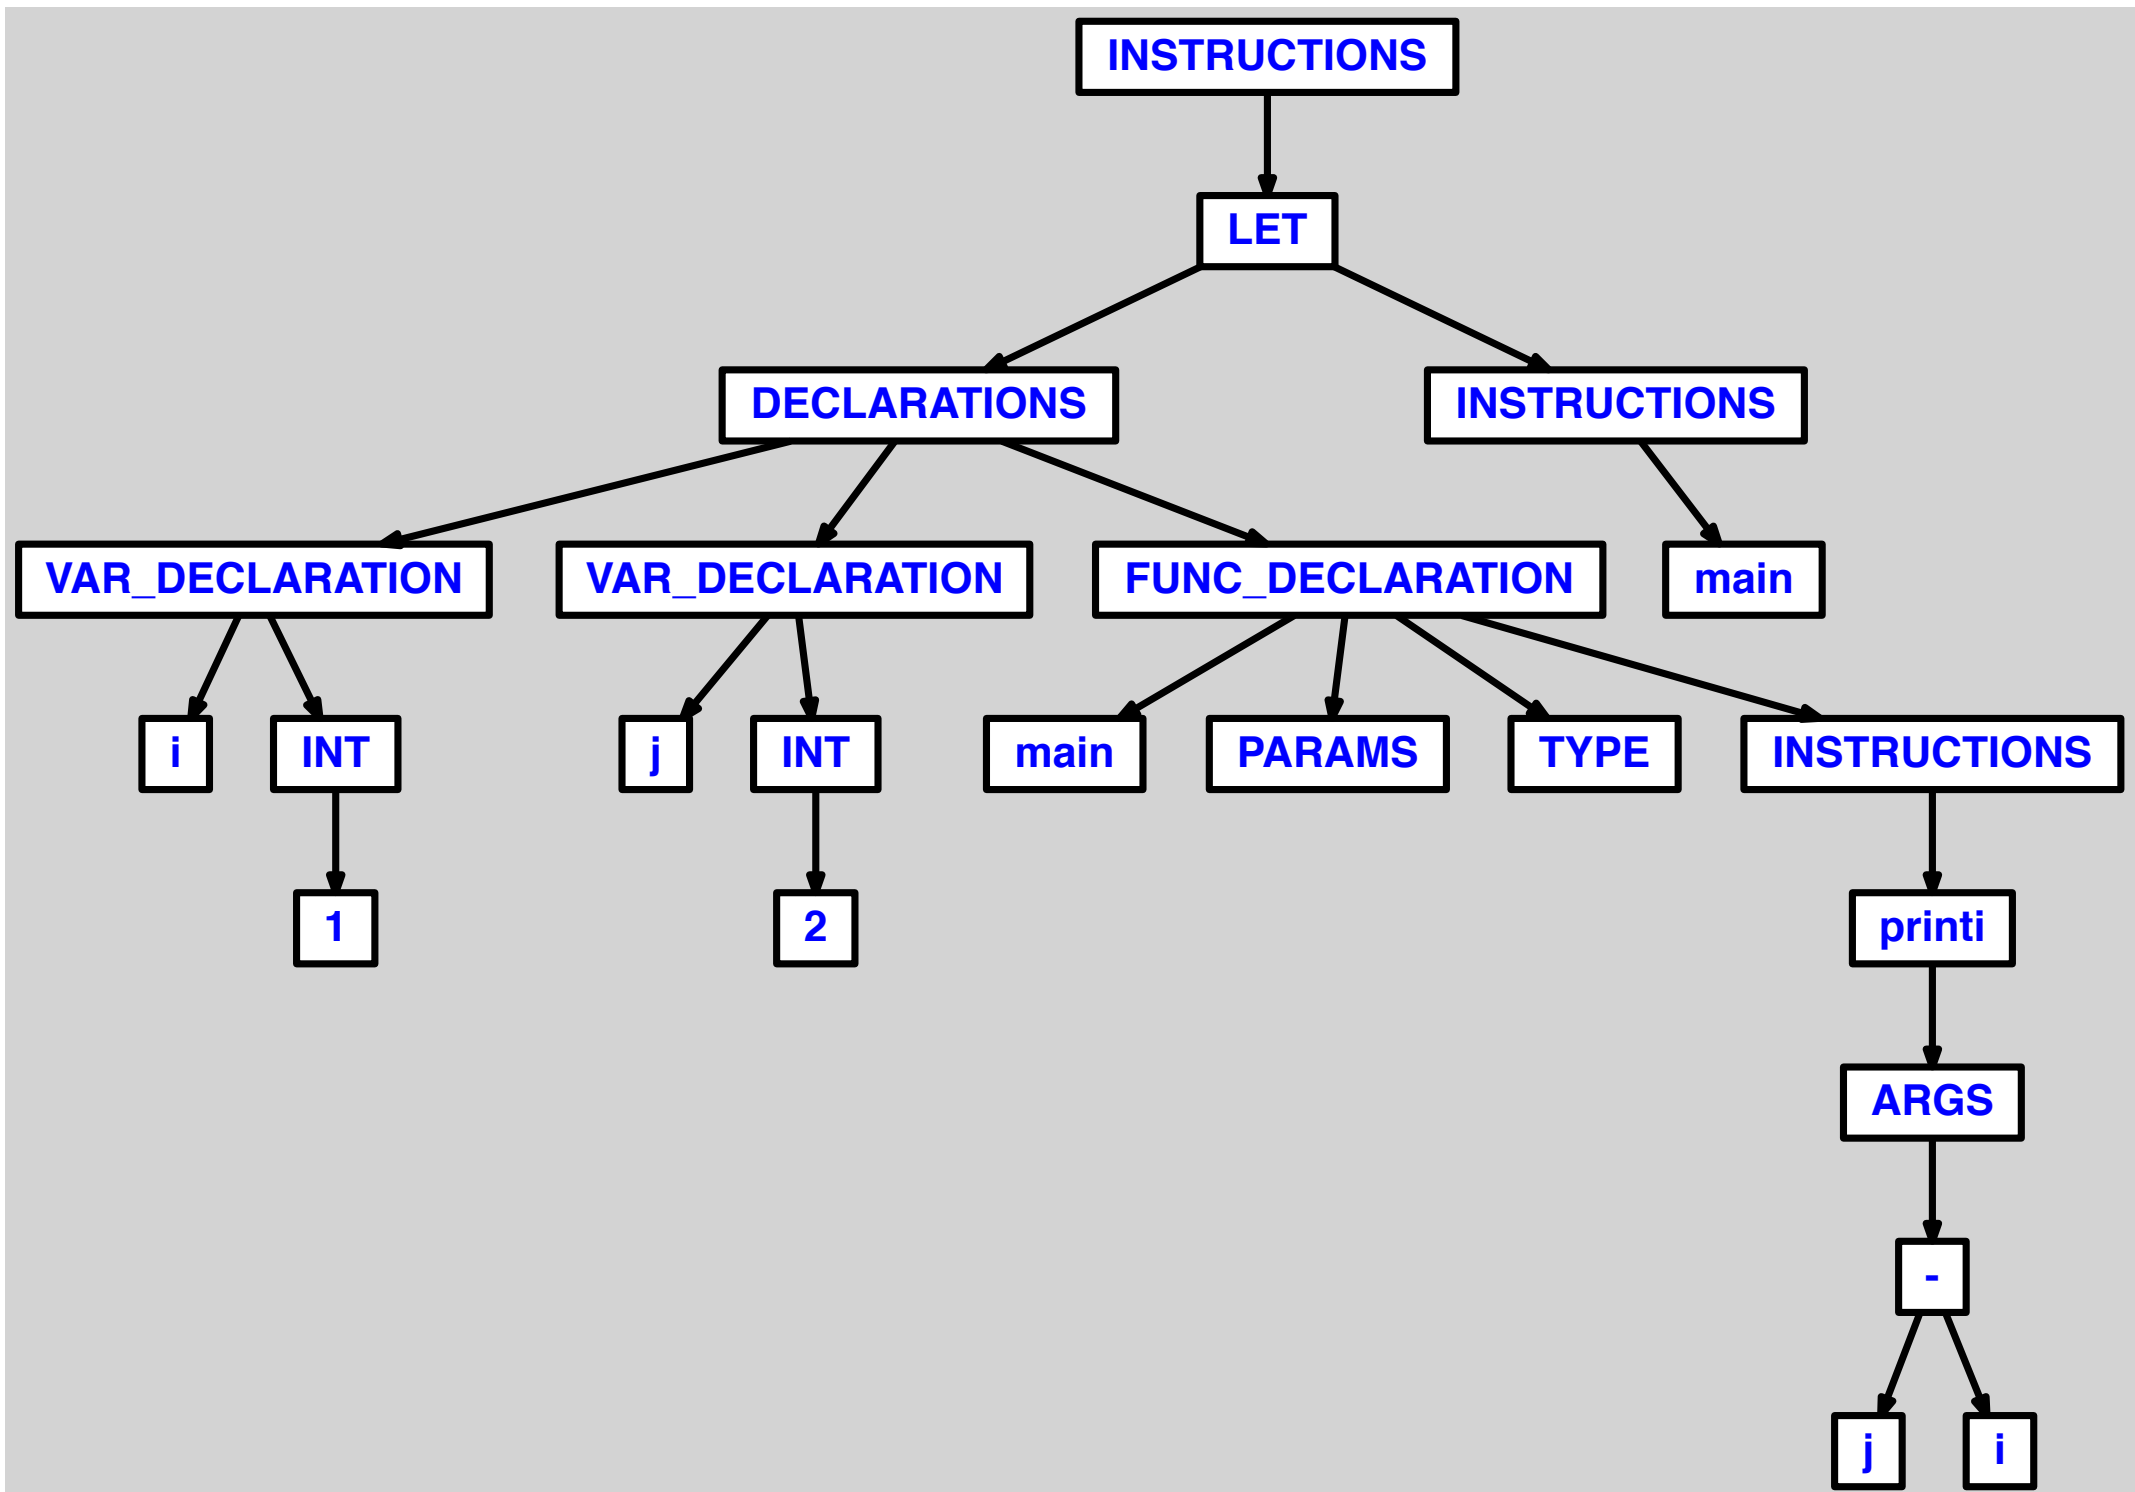 INSTRUCTIONS
LET
DECLARATIONS INSTRUCTIONS
VAR_DECLARATION VAR_DECLARATION FUNC_DECLARATION main
i INT j INT main PARAMS TYPE INSTRUCTIONS
1 2 printi
ARGS
-
j i